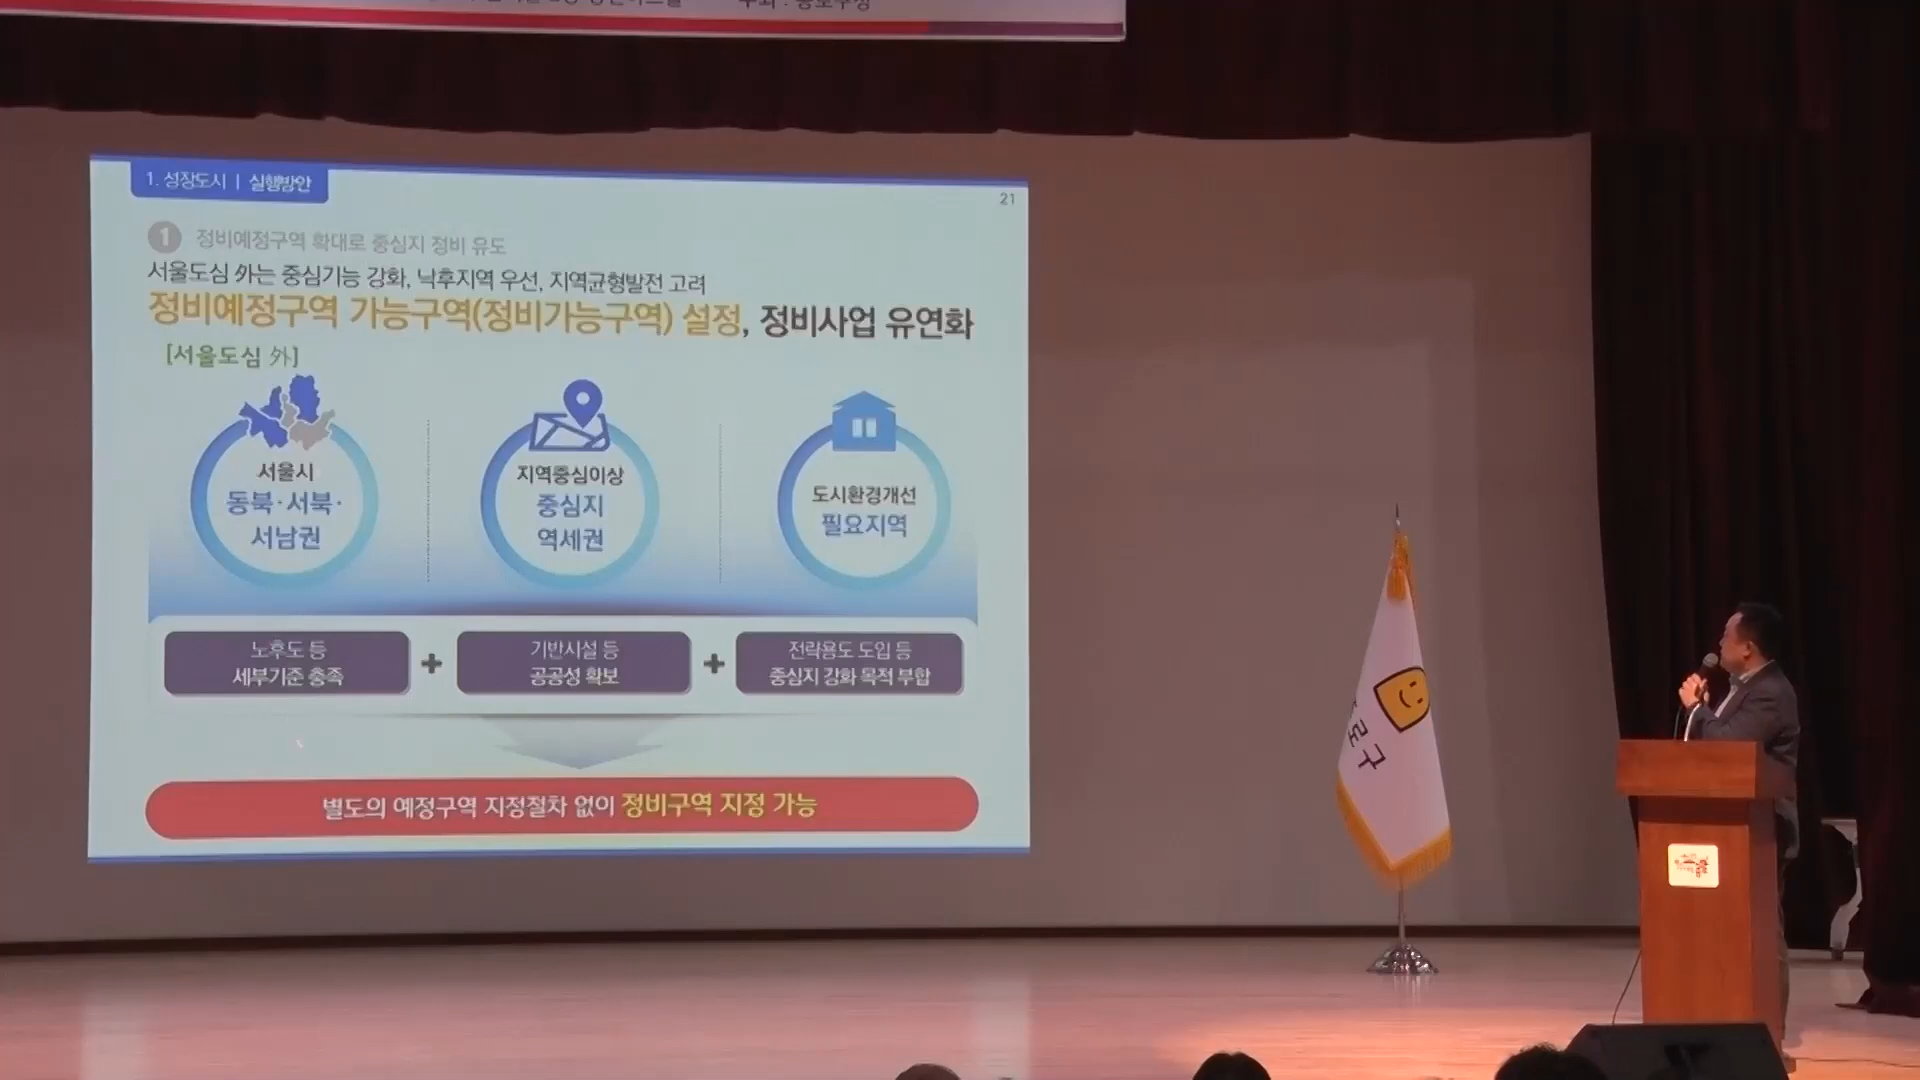 1. 성장도시 | 실행방안
21
1 정비예정구역 확대로 중심지 정비 유도
서울도심 外는 중심기능 강화, 낙후지역 우선, 지역균형발전 고려
정비예정구역 가능구역(정비가능구역) 설정, 정비사업 유연화
[서울도심 外]
서울시
동북·서북·
서남권
지역중심이상
중심지
역세권
도시환경개선
필요지역
노후도 등
세부기준 충족
+
기반시설 등
공공성 확보
+
전략용도 도입 등
중심지 강화 목적 부합
별도의 예정구역 지정절차 없이 정비구역 지정 가능
로구